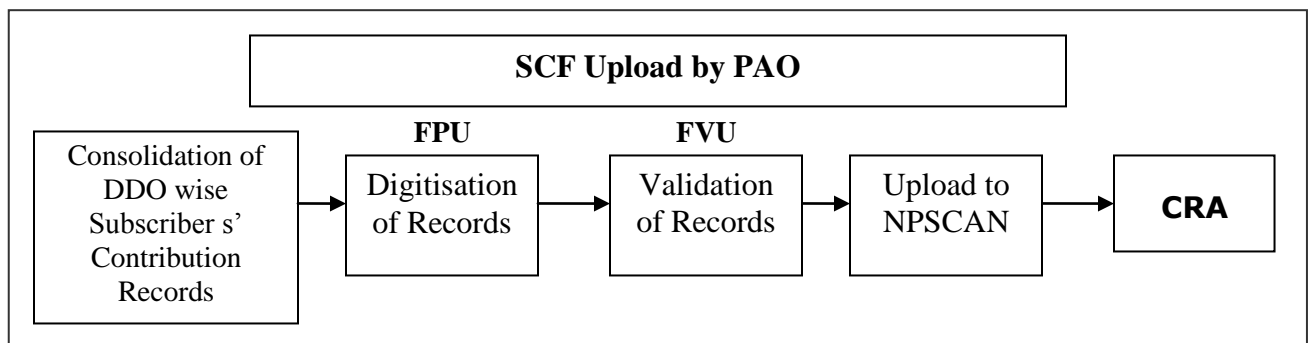 SCF Upload by PAO
FPU
FVU
Consolidation of
DDO wise
Subscriber s’
Contribution
Records
Digitisation
of Records
Validation
of Records
Upload to
NPSCAN
CRA